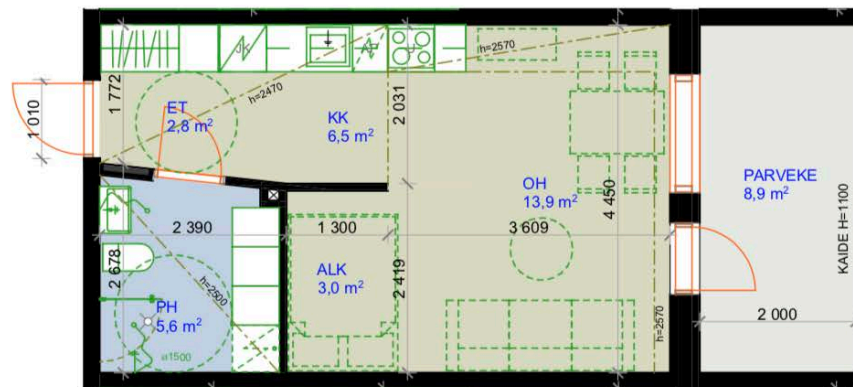 h=2570
h=2470
1 010
1 772
ET
2,8 m²
KK
6,5 m²
2 031
OH
13,9 m²
4 450
PARVEKE
8,9 m²
KAIDE H=1100
2 390
1 300
3 609
2 678
h=2500
ALK
3,0 m²
2 419
PH
5,6 m²
ø1500
h=2570
2 000